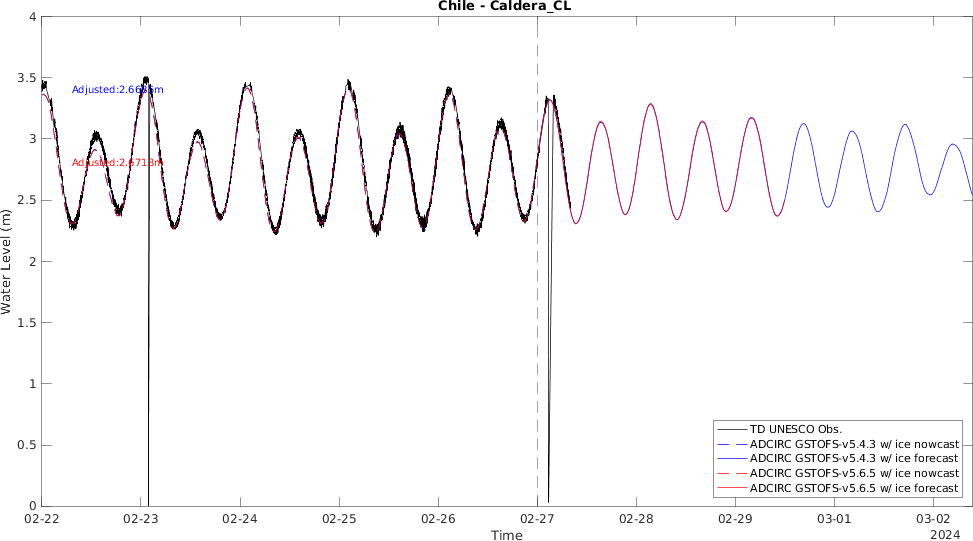 Chile - Caldera_CL
4
3.5
3
2.5
2
1.5
1
0.5
0
Water Level (m)
Adjusted:2.6713m
02-22
02-23
02-24
02-25
02-26
02-27
02-28
02-29
03-01
03-02
2024
Time
TD UNESCO Obs.
ADCIRC GSTOFS-v5.4.3 w/ ice nowcast
ADCIRC GSTOFS-v5.4.3 w/ ice forecast
ADCIRC GSTOFS-v5.6.5 w/ ice nowcast
ADCIRC GSTOFS-v5.6.5 w/ ice forecast